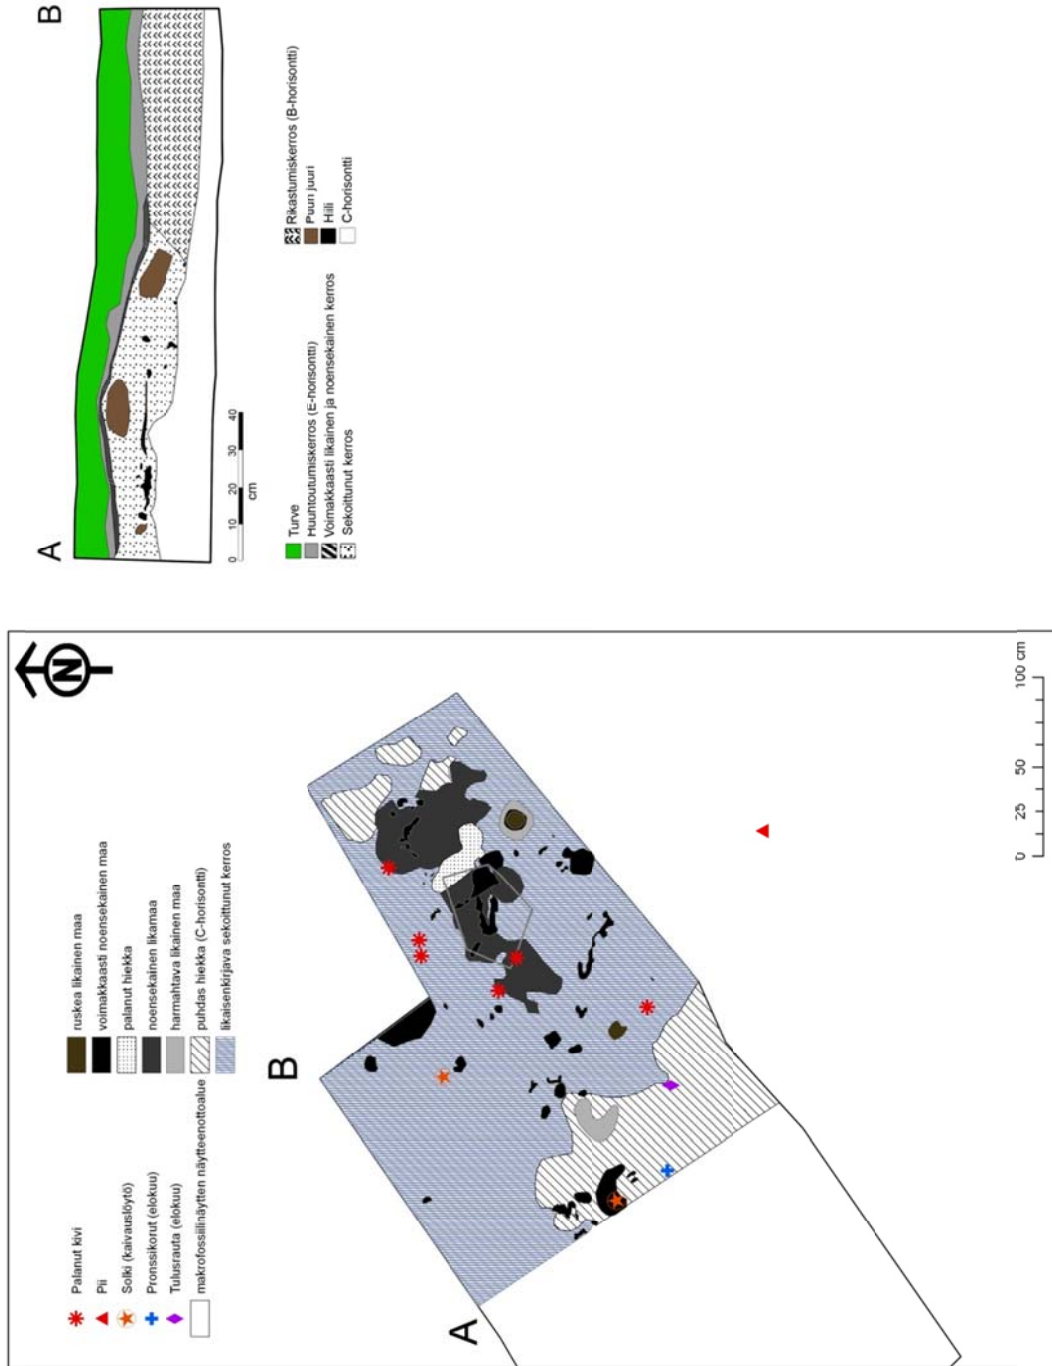 A
B
0 10 20 30 40
cm
Turve
Huuhtoutumiskerros (E-horisontti)
Voimakkaasti likainen ja noensekainen kerros
Sekoittunut kerros
Rikastumiskerros (B-horisontti)
Puun juuri
Hiili
C-horisontti
Palanut kivi
Pii
Solki (kaivauslöytö)
Pronssikorut (elokuu)
Tulusrauta (elokuu)
makrofossiilinäytten näytteenottoalue
ruskea likainen maa
voimakkaasti noensekainen maa
palanut hiekka
noensekainen likamaa
harmahtava likainen maa
puhdas hiekka (C-horisontti)
likaisenkirjava sekoittunut kerros
N
A
B
0 25 50 100 cm